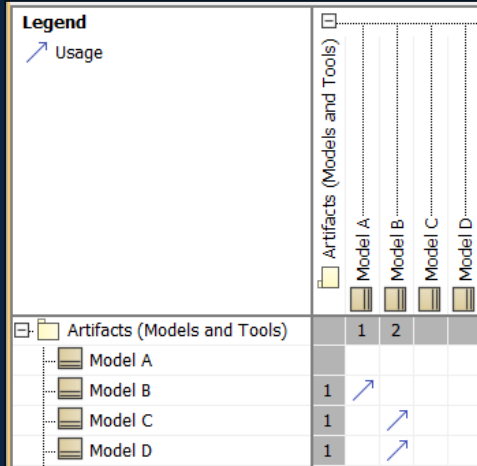 Legend
Usage
Artifacts (Models and Tools)
Model A
Model B
Model C
Model D
Artifacts (Models and Tools) 1 2
Model A
Model B 1
Model C 1
Model D 1